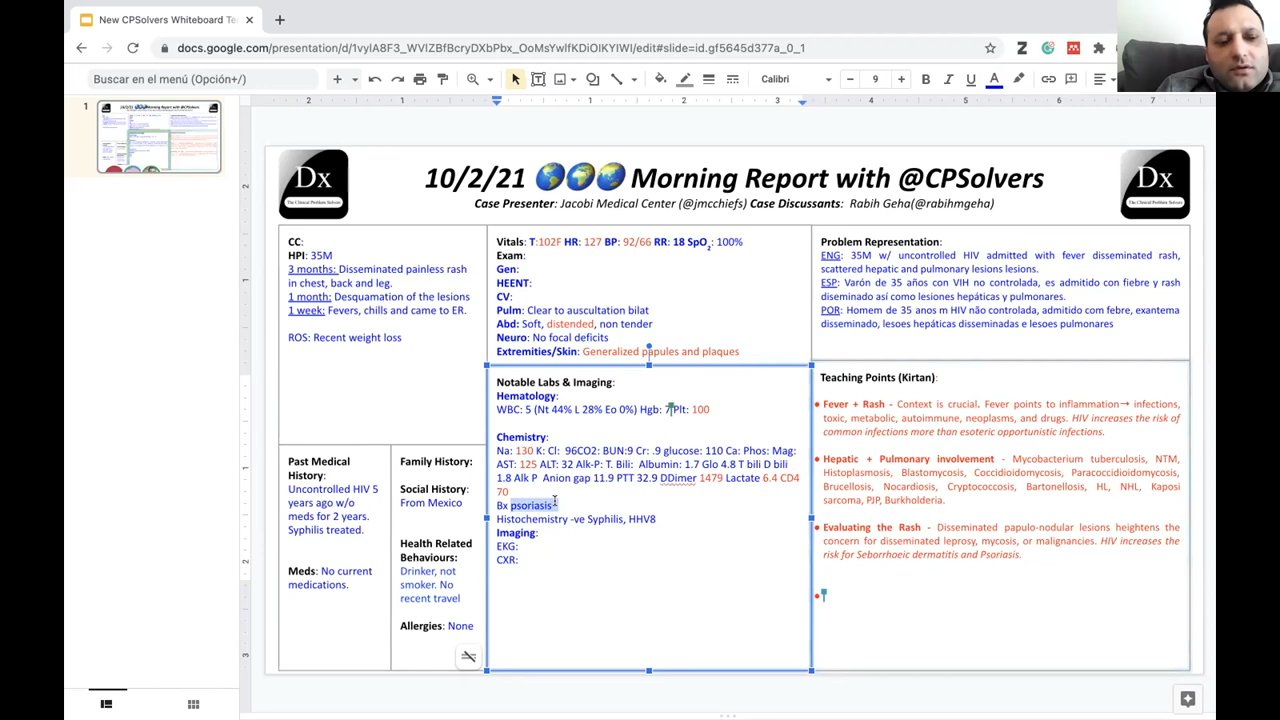 New CPSolvers Whiteboard Te
docs.google.com/presentation/d/1vylA8F3_WVIZBfBcryDXbPbx_OoMsYwlfKDiOIKYIWI/edit#slide=id.gf5645d377a_0_1
Buscar en el menú (Opción+/)
Calibri
9
2 1 1 2 3 4 5 6 7
1
10/2/21 Morning Report with @CPSolvers
Case Presenter: Jacobi Medical Center (@jmcchiefs) Case Discussants: Rabih Geha(@rabihmgeha)
Dx
The Clinical Problem Solvers
Dx
The Clinical Problem Solvers
CC:
HPI: 35M
3 months: Disseminated painless rash
in chest, back and leg.
1 month: Desquamation of the lesions
1 week: Fevers, chills and came to ER.
ROS: Recent weight loss
Vitals: T:102F HR: 127 BP: 92/66 RR: 18 SpO2: 100%
Exam:
Gen:
HEENT:
CV:
Pulm: Clear to auscultation bilat
Abd: Soft, distended, non tender
Neuro: No focal deficits
Extremities/Skin: Generalized papules and plaques
Problem Representation:
ENG: 35M w/ uncontrolled HIV admitted with fever disseminated rash,
scattered hepatic and pulmonary lesions lesions.
ESP: Varón de 35 años con VIH no controlada, es admitido con fiebre y rash
diseminado así como lesiones hepáticas y pulmonares.
POR: Homem de 35 anos m HIV não controlada, admitido com febre, exantema
disseminado, lesoes hepáticas disseminadas e lesoes pulmonares
Past Medical
History:
Uncontrolled HIV 5
years ago w/o
meds for 2 years.
Syphilis treated.
Meds: No current
medications.
Family History:
Social History:
From Mexico
Health Related
Behaviours:
Drinker, not
smoker. No
recent travel
Allergies: None
Notable Labs & Imaging:
Hematology:
WBC: 5 (Nt 44% L 28% Eo 0%) Hgb: 7 Plt: 100
Chemistry:
Na: 130 K: Cl: 96CO2: BUN:9 Cr: .9 glucose: 110 Ca: Phos: Mag:
AST: 125 ALT: 32 Alk-P: T. Bili: Albumin: 1.7 Glo 4.8 T bili D bili
1.8 Alk P Anion gap 11.9 PTT 32.9 DDimer 1479 Lactate 6.4 CD4
70
Bx psoriasis
Histochemistry -ve Syphilis, HHV8
Imaging:
EKG:
CXR:
Teaching Points (Kirtan):
• Fever + Rash - Context is crucial. Fever points to inflammation→ infections,
toxic, metabolic, autoimmune, neoplasms, and drugs. HIV increases the risk of
common infections more than esoteric opportunistic infections.
• Hepatic + Pulmonary involvement - Mycobacterium tuberculosis, NTM,
Histoplasmosis, Blastomycosis, Coccidioidomycosis, Paracoccidioidomycosis,
Brucellosis, Nocardiosis, Cryptococcosis, Bartonellosis, HL, NHL, Kaposi
sarcoma, PJP, Burkholderia.
• Evaluating the Rash - Disseminated papulo-nodular lesions heightens the
concern for disseminated leprosy, mycosis, or malignancies. HIV increases the
risk for Seborrhoeic dermatitis and Psoriasis.